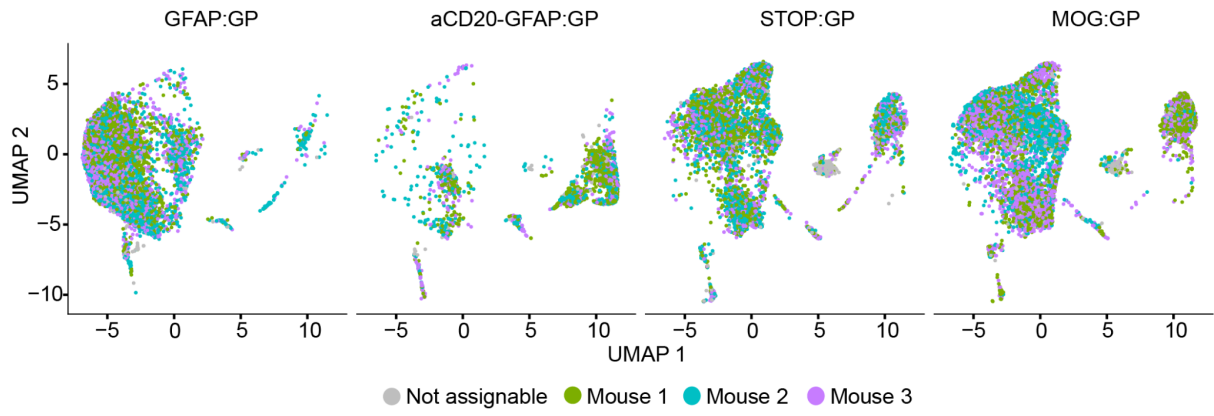 GFAP:GP aCD20-GFAP:GP STOP:GP MOG:GP
5
0
−5
−10
UMAP 2
−5 0 5 10 −5 0 5 10 −5 0 5 10 −5 0 5 10
UMAP 1
Not assignable Mouse 1 Mouse 2 Mouse 3